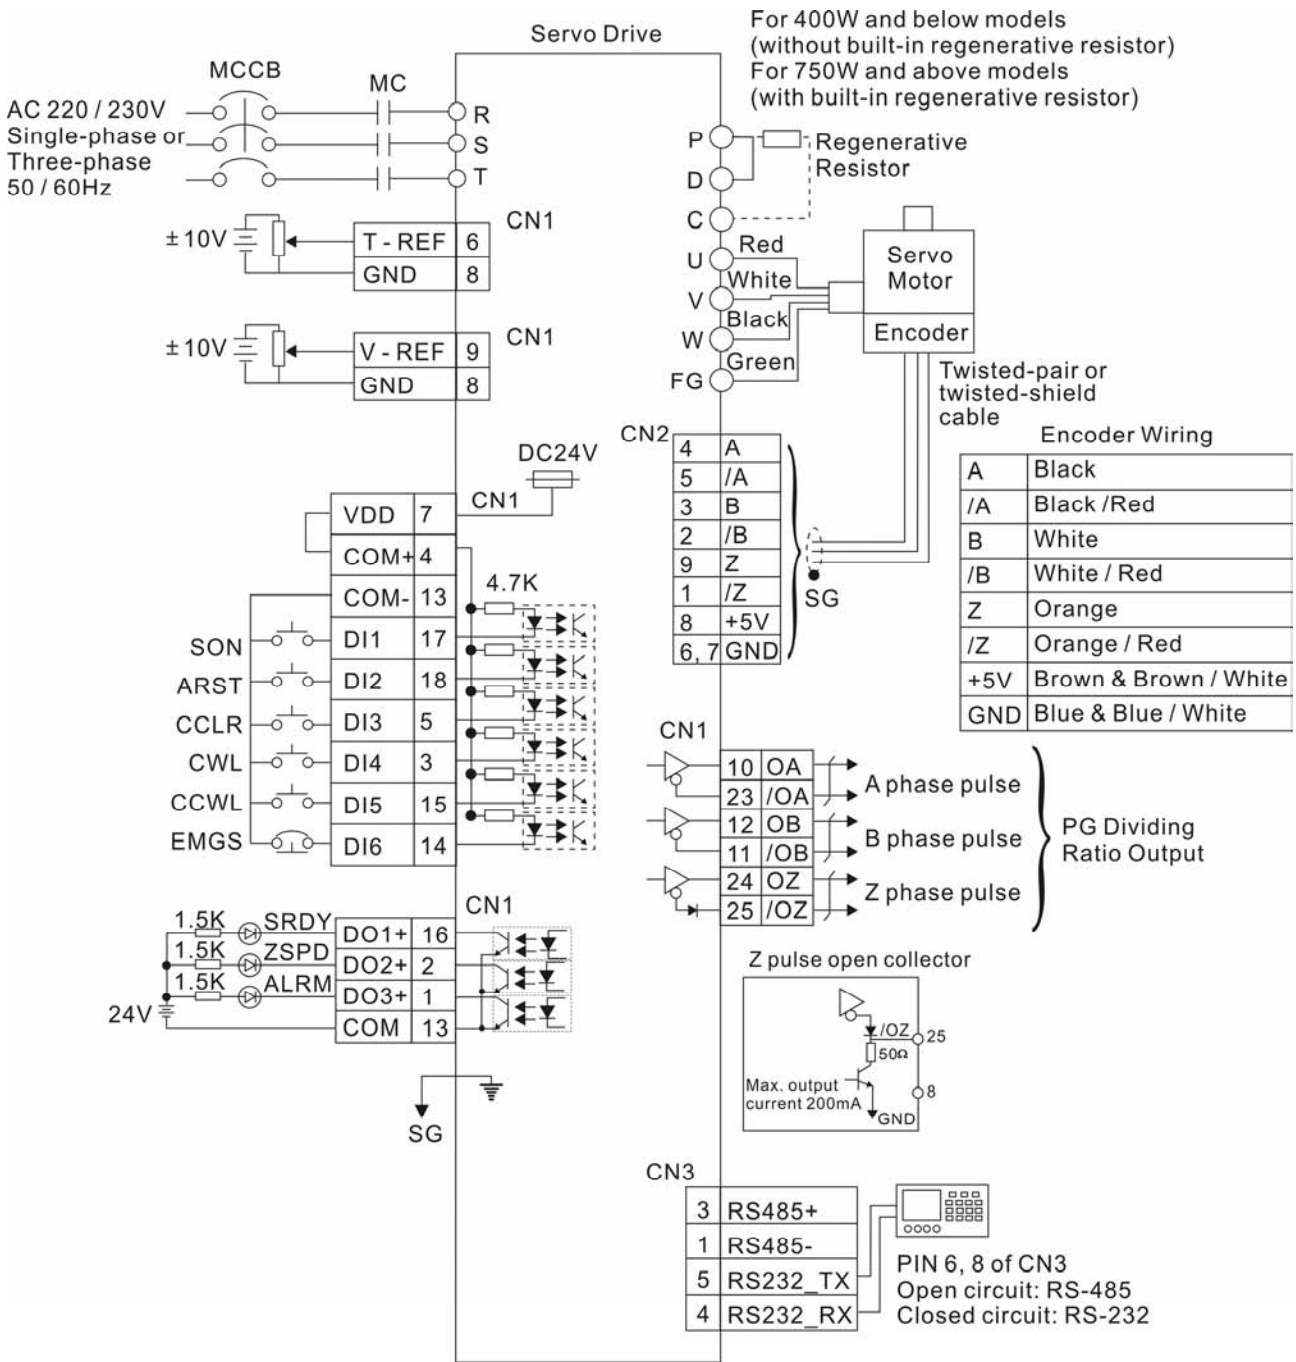 Servo Drive
For 400W and below models
(without built-in regenerative resistor)
For 750W and above models
(with built-in regenerative resistor)
MCCB
MC
AC 220 / 230V
Single-phase or
Three-phase
50 / 60Hz
R
S
T
P
D
C
Regenerative
Resistor
±10V
T - REF 6
GND 8
CN1
±10V
V - REF 9
GND 8
CN1
U
V
W
FG
Red
White
Black
Green
Servo
Motor
Encoder
Twisted-pair or
twisted-shield
cable
CN2
4 A
5 /A
3 B
2 /B
9 Z
1 /Z
8 +5V
6, 7 GND
SG
Encoder Wiring
A Black
/A Black /Red
B White
/B White / Red
Z Orange
/Z Orange / Red
+5V Brown & Brown / White
GND Blue & Blue / White
DC24V
CN1
VDD 7
COM+ 4
COM- 13
4.7K
SON DI1 17
ARST DI2 18
CCLR DI3 5
CWL DI4 3
CCWL DI5 15
EMGS DI6 14
CN1
10 OA
23 /OA
A phase pulse
12 OB
11 /OB
B phase pulse
24 OZ
25 /OZ
Z phase pulse
PG Dividing
Ratio Output
CN1
1.5K SRDY DO1+ 16
1.5K ZSPD DO2+ 2
1.5K ALRM DO3+ 1
24V COM 13
SG
Z pulse open collector
/OZ 25
50Ω
Max. output
current 200mA
8
GND
CN3
3 RS485+
1 RS485-
5 RS232_TX
4 RS232_RX
PIN 6, 8 of CN3
Open circuit: RS-485
Closed circuit: RS-232